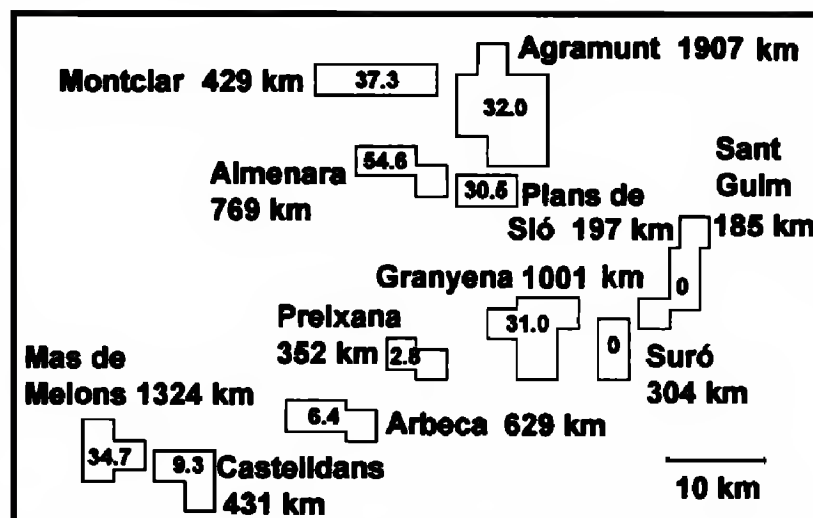 Agramunt 1907 km
Montclar 429 km
37.3
32.0
Sant
Guim
185 km
54.6
Almenara
769 km
30.5
Plans de
Sió 197 km
Granyena 1001 km
0
31.0
Preixana
352 km
2.8
0
Suró
304 km
Mas de
Melons 1324 km
6.4
Arbeca 629 km
34.7
9.3
Castelldans
431 km
10 km